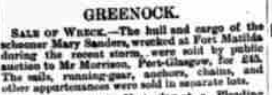 GREENOCK.
SALE OF WRECK.—The hull and cargo of the
schooner Mary Sanders, wrecked at Fort Matilda
during the recent storm, were sold by public
auction to Mr Morrison, Port-Glasgow, for £45.
The sails, running-gear, anchors, chains, and
other appurtenances were sold in separate lots.